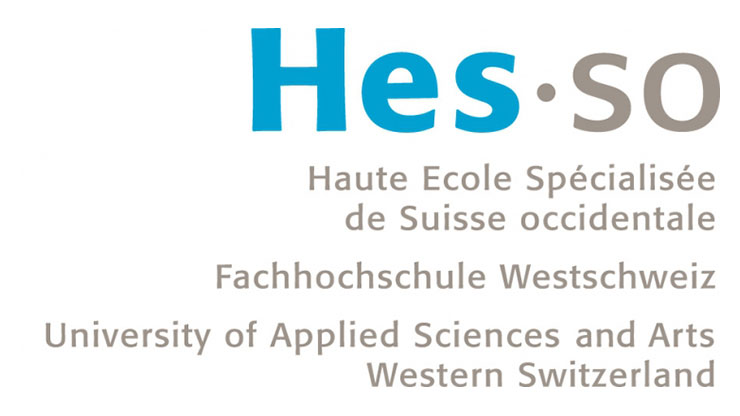 Hes·so
Haute Ecole Spécialisée
de Suisse occidentale
Fachhochschule Westschweiz
University of Applied Sciences and Arts
Western Switzerland